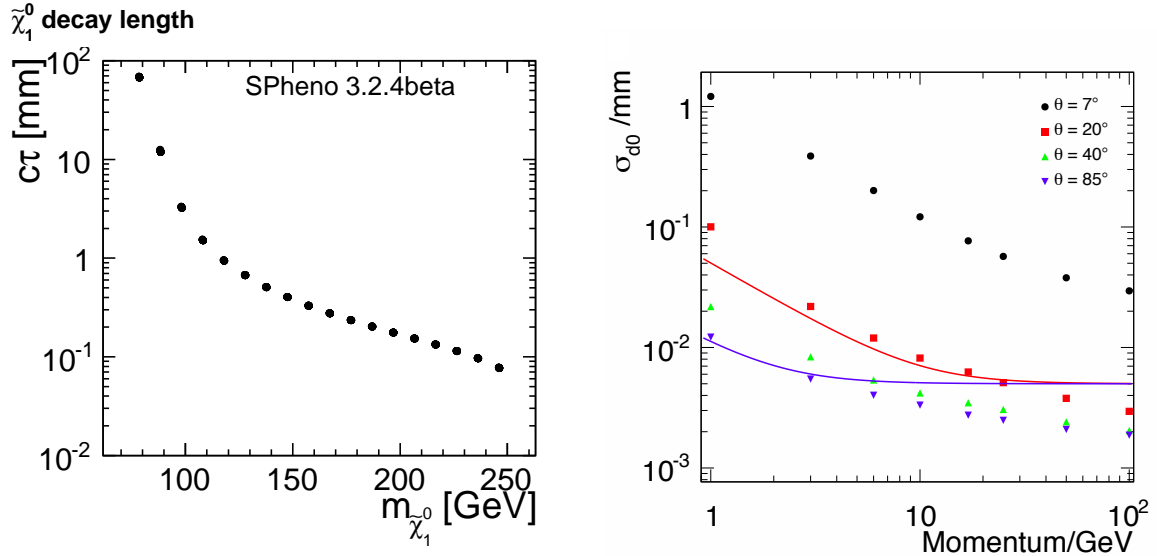 χ̃⁰₁ decay length
SPheno 3.2.4beta
cτ [mm]
10²
10
1
10⁻¹
10⁻²
100 150 200 250
m_χ̃⁰₁ [GeV]
σ_d0 /mm
1
10⁻¹
10⁻²
10⁻³
θ = 7°
θ = 20°
θ = 40°
θ = 85°
1 10 10²
Momentum/GeV